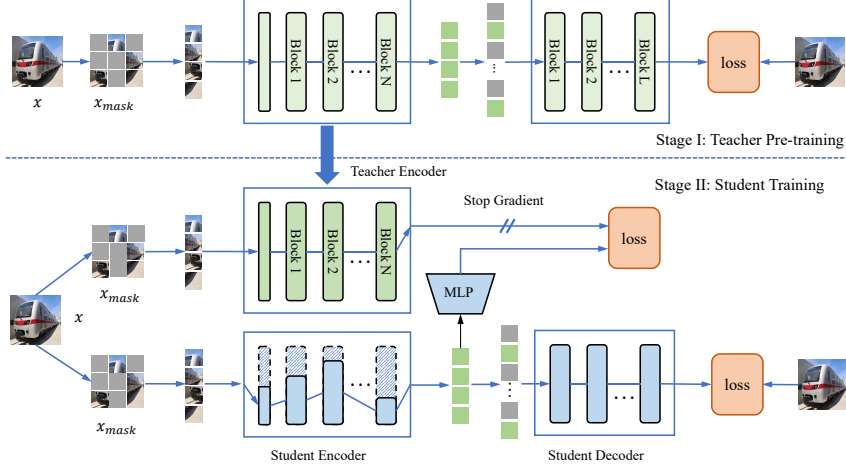 Block 1
Block 2
...
Block N
⋮
Block 1
Block 2
...
Block L
loss
x
x_mask
Stage I: Teacher Pre-training
Teacher Encoder
Stage II: Student Training
Stop Gradient
Block 1
Block 2
...
Block N
loss
x_mask
MLP
x
...
⋮
...
loss
x_mask
Student Encoder
Student Decoder